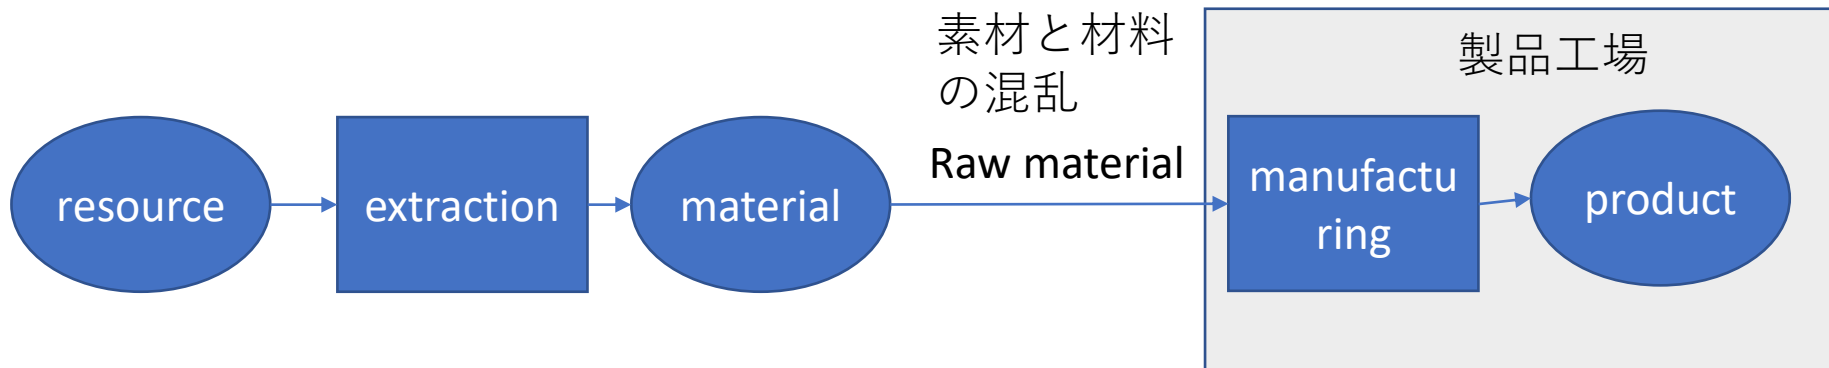 resource
extraction
material
素材と材料
の混乱
Raw material
製品工場
manufactu
ring
product